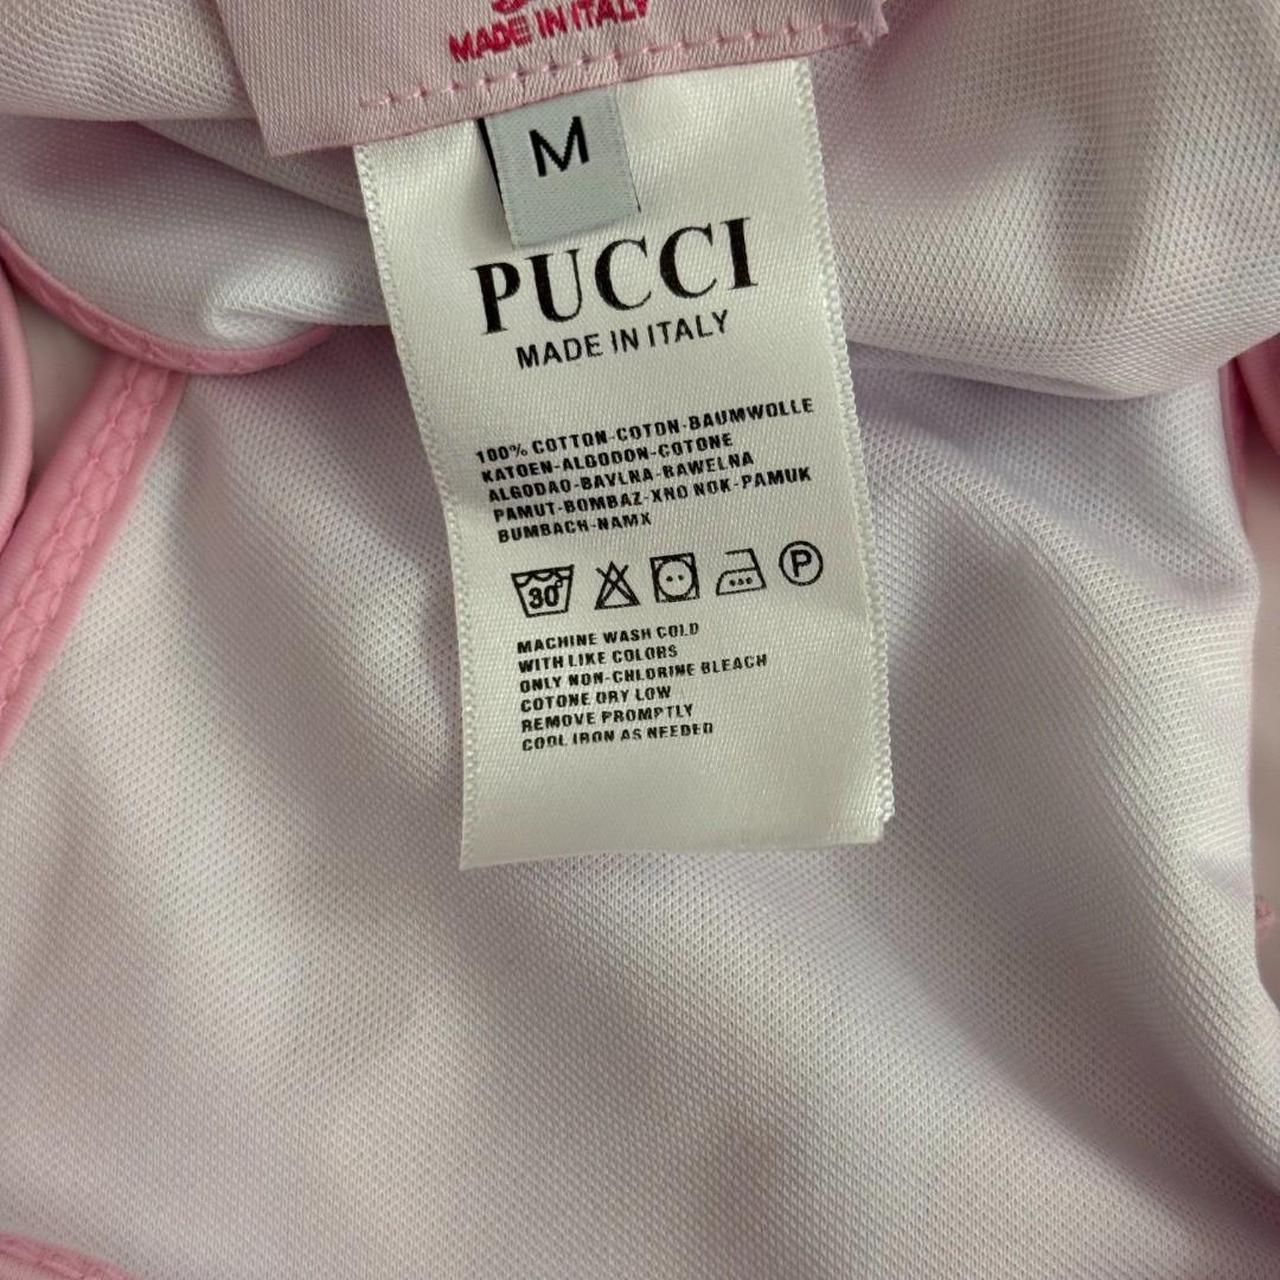 MADE IN ITALY
M
PUCCI
MADE IN ITALY
100% COTTON-COTON-BAUMWOLLE
KATOEN-ALGODON-COTONE
ALGODAO-BAVLNA-BAWELNA
PAMUT-BOMBAZ-XNO NOK-PAMUK
BUMBACH-NAMX
30°
P
MACHINE WASH COLD
WITH LIKE COLORS
ONLY NON-CHLORINE BLEACH
COTONE DRY LOW
REMOVE PROMPTLY
COOL IRON AS NEEDED